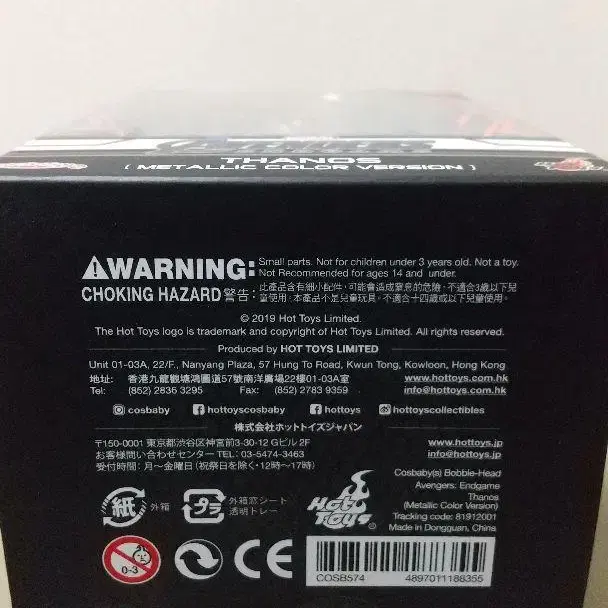 THANOS
( METALLIC COLOR VERSION )
WARNING:
CHOKING HAZARD 警告:
Small parts. Not for children under 3 years old. Not a toy.
Not Recommended for ages 14 and under.
此產品含有細小配件，可能會造成窒息的危險，不適合3歲以下兒
童使用。本產品不是兒童玩具。不適合十四歲或以下兒童使用。
© 2019 Hot Toys Limited.
The Hot Toys logo is trademark and copyright of Hot Toys Limited. All rights reserved.
Produced by HOT TOYS LIMITED
Unit 01-03A, 22/F., Nanyang Plaza, 57 Hung To Road, Kwun Tong, Kowloon, Hong Kong
地址: 香港九龍觀塘鴻圖道57號南洋廣場22樓01-03A室 www.hottoys.com.hk
Tel: (852) 2836 3295 Fax: (852) 2783 9359 info@hottoys.com.hk
cosbaby hottoyscosbaby hottoys hottoyscollectibles
株式会社ホットトイズジャパン
〒150-0001 東京都渋谷区神宮前3-30-12 Gビル 2F www.hottoys.jp
お客様問い合わせセンター TEL: 03-5474-3463 info@hottoys.jp
受付時間：月〜金曜日（祝祭日を除く・12時〜17時）
Cosbaby(s) Bobble-Head
Avengers: Endgame
Thanos
(Metallic Color Version)
Tracking code: 81912001
Made in Dongguan, China
紙 外箱
プラ 外箱窓シート
透明トレー
Hot Toys
0-3
CE
COSB574 4897011186355